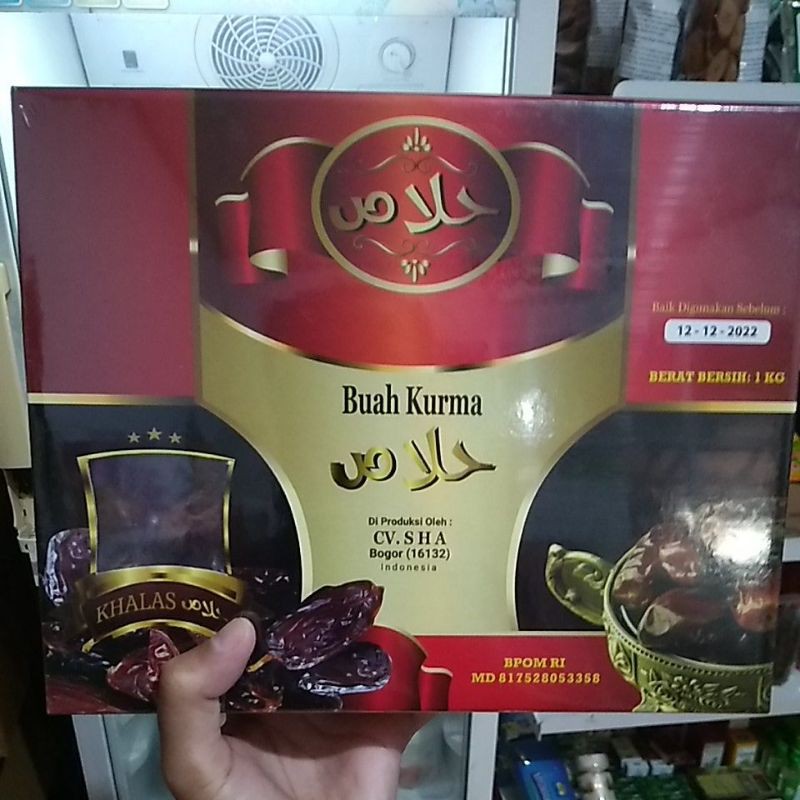 خلاص
Baik Digunakan Sebelum :
12 - 12 - 2022
BERAT BERSIH: 1 KG
Buah Kurma
خلاص
Di Produksi Oleh :
CV. S H A
Bogor (16132)
Indonesia
KHALAS خلاص
BPOM RI
MD 817528053358